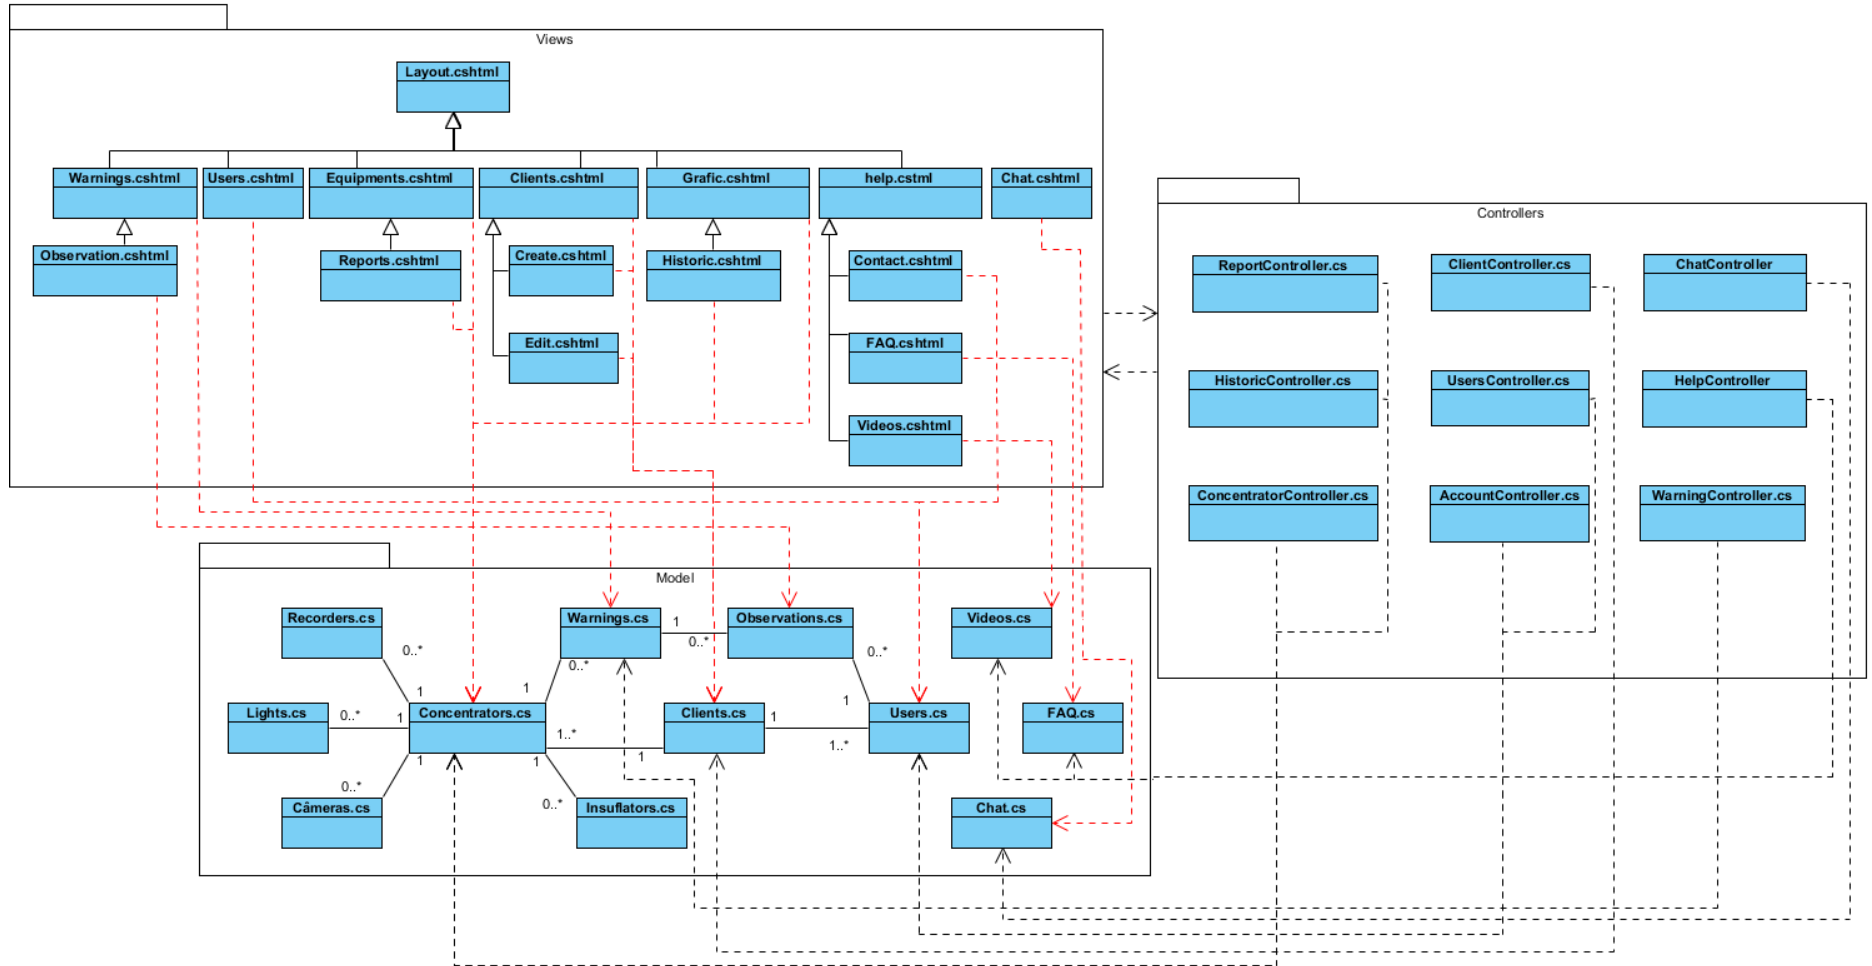 Views
Layout.cshtml
Warnings.cshtml
Users.cshtml
Equipments.cshtml
Clients.cshtml
Grafic.cshtml
help.cstml
Chat.cshtml
Observation.cshtml
Reports.cshtml
Create.cshtml
Historic.cshtml
Contact.cshtml
Edit.cshtml
FAQ.cshtml
Videos.cshtml
Controllers
ReportController.cs
ClientController.cs
ChatController
HistoricController.cs
UsersController.cs
HelpController
ConcentratorController.cs
AccountController.cs
WarningController.cs
Model
Recorders.cs
Warnings.cs
1
0..*
Observations.cs
Videos.cs
0..*
1
0..*
1
0..*
1
Lights.cs
0..*
1
Concentrators.cs
1..*
1
Clients.cs
1
1..*
Users.cs
FAQ.cs
1
0..*
1
0..*
Câmeras.cs
Insuflators.cs
Chat.cs